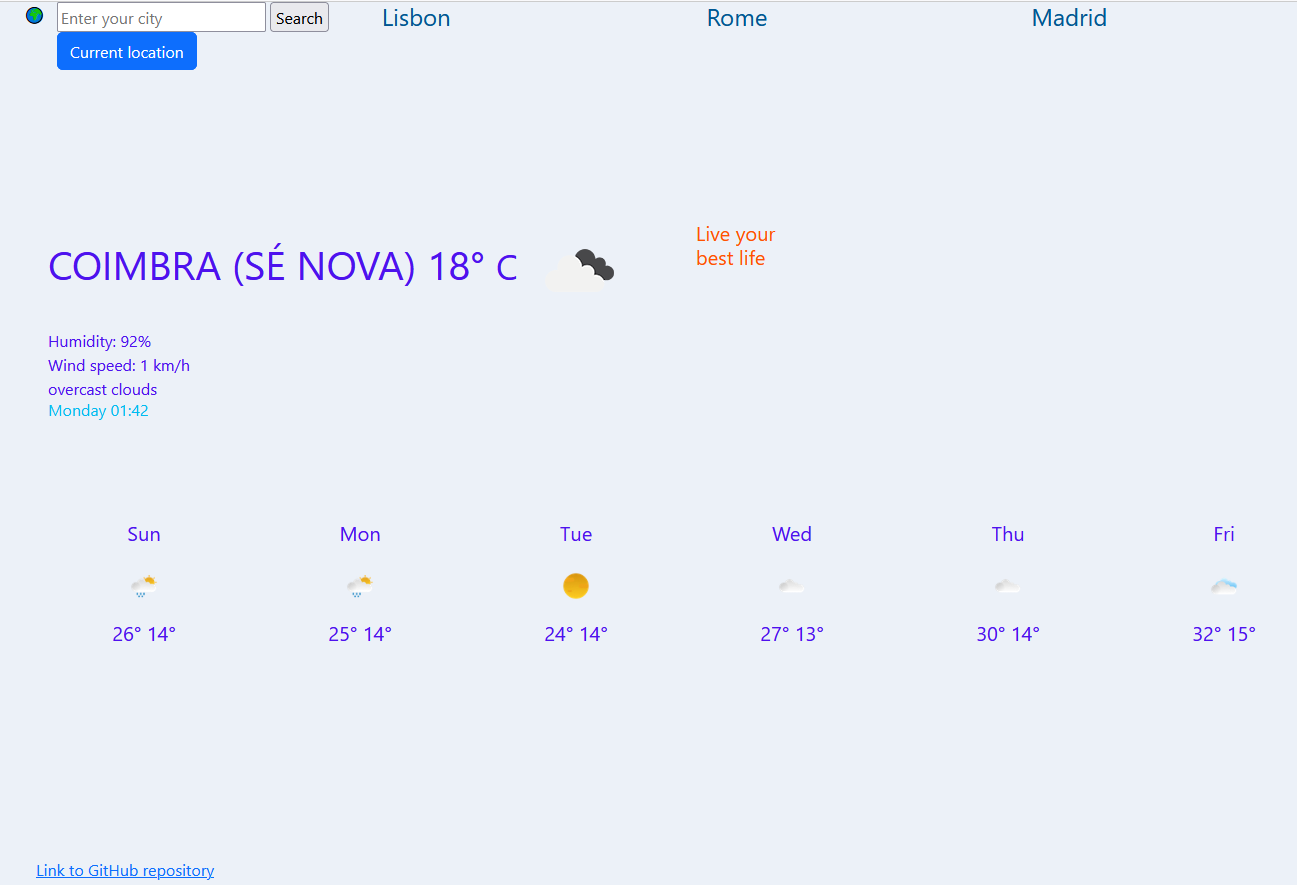 Enter your city Search Lisbon Rome Madrid
Current location
Live your
best life
COIMBRA (SÉ NOVA) 18° C
Humidity: 92%
Wind speed: 1 km/h
overcast clouds
Monday 01:42
Sun Mon Tue Wed Thu Fri
26° 14° 25° 14° 24° 14° 27° 13° 30° 14° 32° 15°
Link to GitHub repository